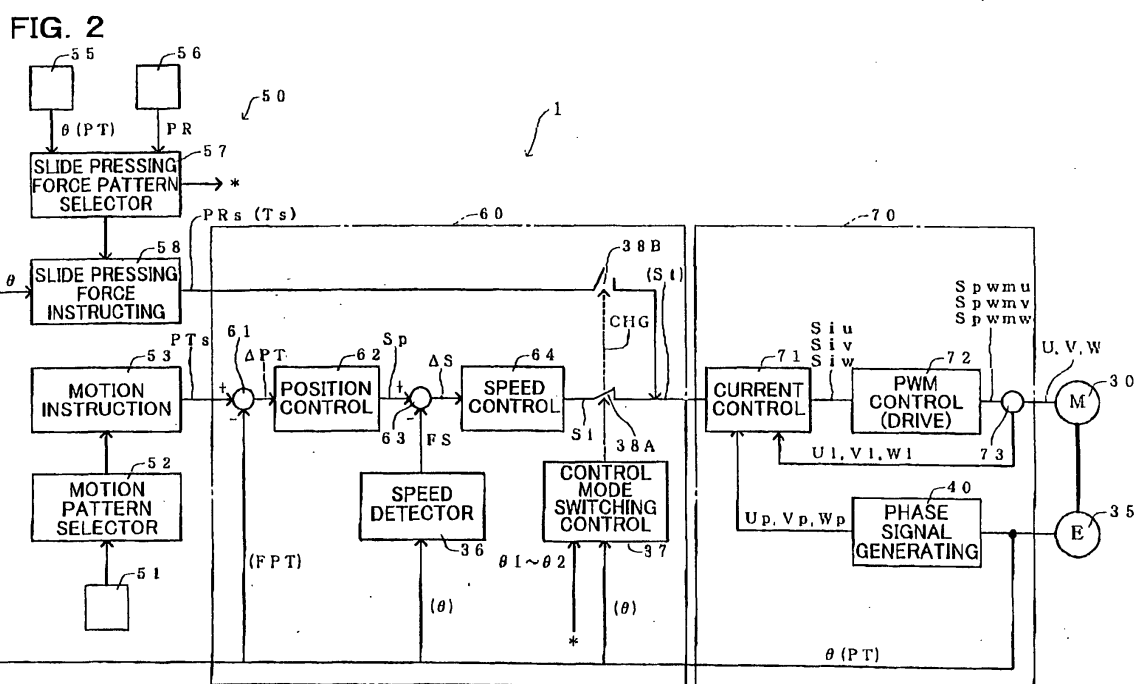 FIG. 2
55
56
50
1
θ(PT)
PR
57
SLIDE PRESSING
FORCE PATTERN
SELECTOR
*
PRs (Ts)
60
70
58
38B
(St)
θ
SLIDE PRESSING
FORCE
INSTRUCTING
Spwmu
Spwmv
Spwmw
CHG
Siu
Siv
Siw
U, V, W
53
PTs
61
ΔPT
62
Sp
ΔS
64
71
72
30
MOTION
INSTRUCTION
+
-
POSITION
CONTROL
+
-
63
SPEED
CONTROL
Si
38A
CURRENT
CONTROL
PWM
CONTROL
(DRIVE)
73
M
FS
U1, V1, W1
52
MOTION
PATTERN
SELECTOR
SPEED
DETECTOR
36
CONTROL
MODE
SWITCHING
CONTROL
37
Up, Vp, Wp
40
PHASE
SIGNAL
GENERATING
35
E
51
(FPT)
(θ)
θ1~θ2
(θ)
*
θ(PT)